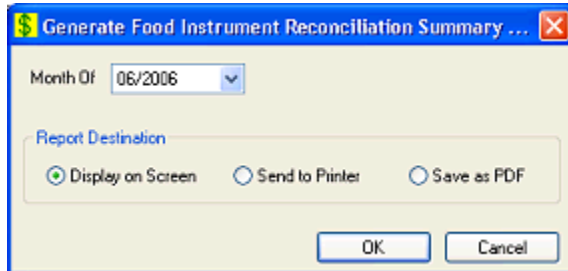 $ Generate Food Instrument Reconciliation Summary ...
Month Of 06/2006
Report Destination
Display on Screen Send to Printer Save as PDF
OK Cancel